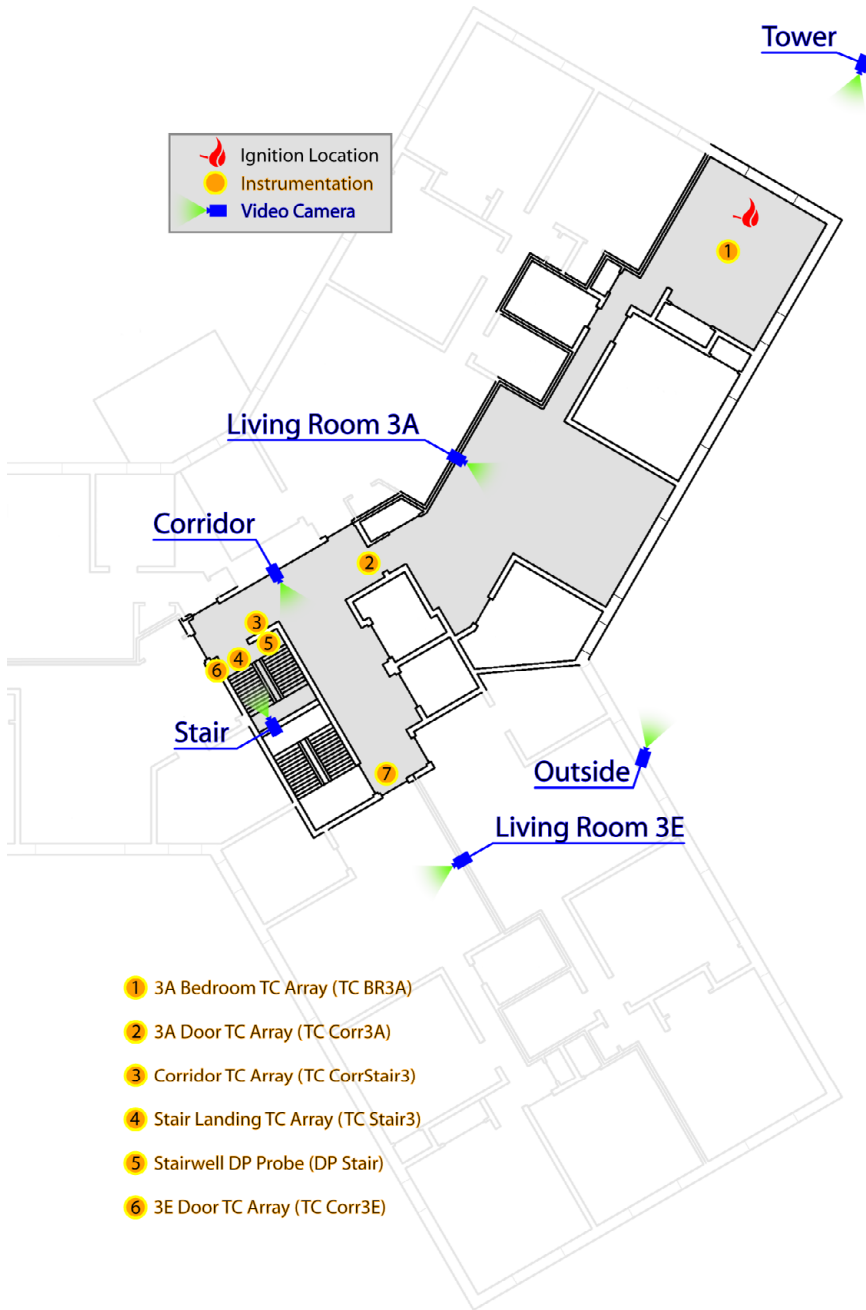 Tower
Ignition Location
Instrumentation
Video Camera
1
Living Room 3A
Corridor
2
3
5
4
6
Stair
7
Outside
Living Room 3E
1 3A Bedroom TC Array (TC BR3A)
2 3A Door TC Array (TC Corr3A)
3 Corridor TC Array (TC CorrStair3)
4 Stair Landing TC Array (TC Stair3)
5 Stairwell DP Probe (DP Stair)
6 3E Door TC Array (TC Corr3E)